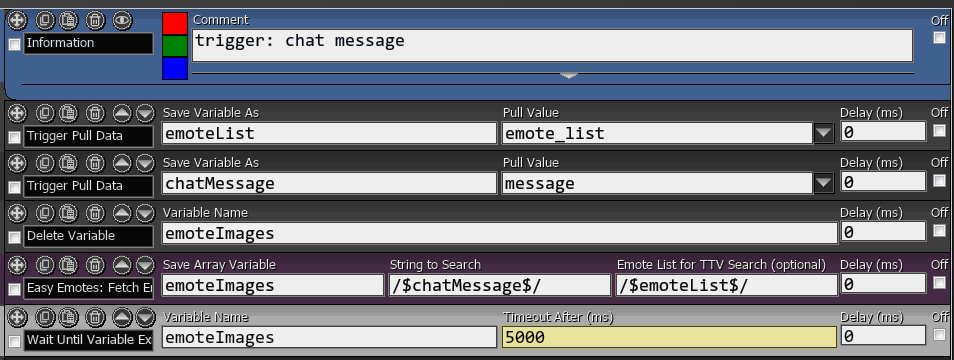 Comment Off
Information trigger: chat message
Save Variable As Pull Value Delay (ms) Off
Trigger Pull Data emoteList emote_list 0
Save Variable As Pull Value Delay (ms) Off
Trigger Pull Data chatMessage message 0
Variable Name Delay (ms) Off
Delete Variable emoteImages 0
Save Array Variable String to Search Emote List for TTV Search (optional) Delay (ms) Off
Easy Emotes: Fetch Er emoteImages /$chatMessage$/ /$emoteList$/ 0
Variable Name Timeout After (ms) Delay (ms) Off
Wait Until Variable Ex emoteImages 5000 0